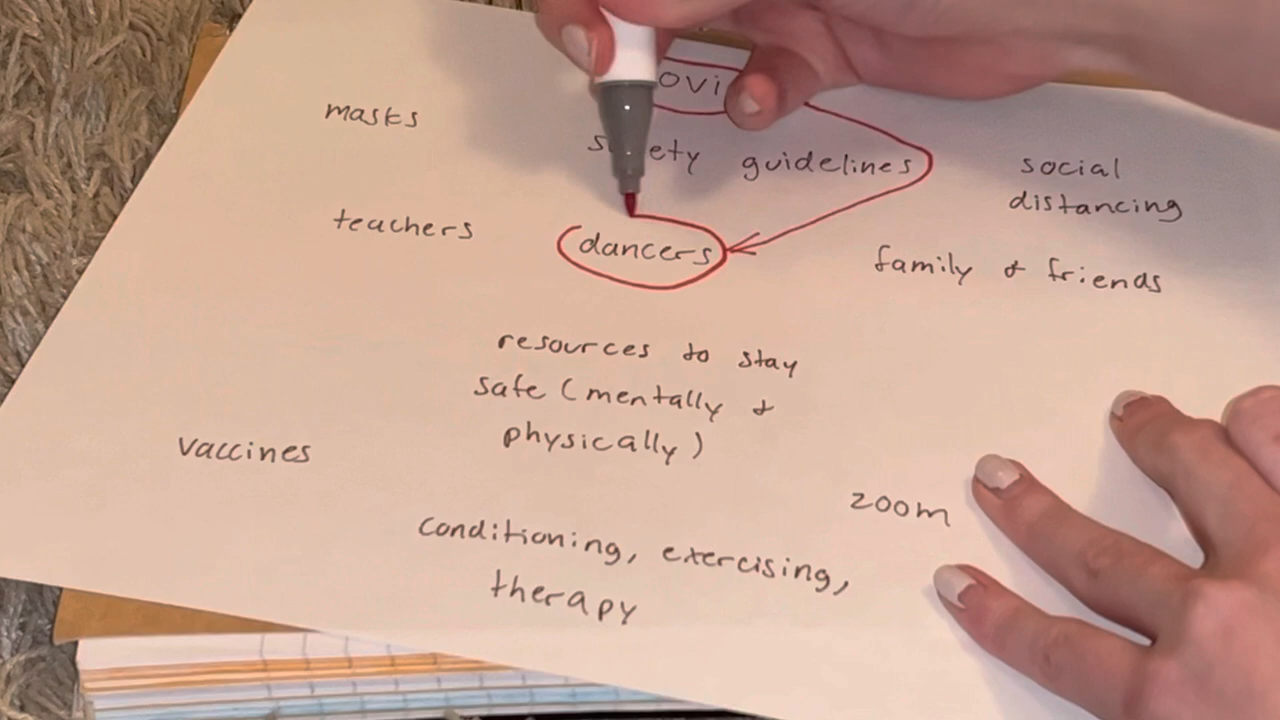 masks
guidelines
social
distancing
teachers
dancers
family & friends
resources to stay
safe (mentally &
physically)
vaccines
zoom
conditioning, exercising,
therapy